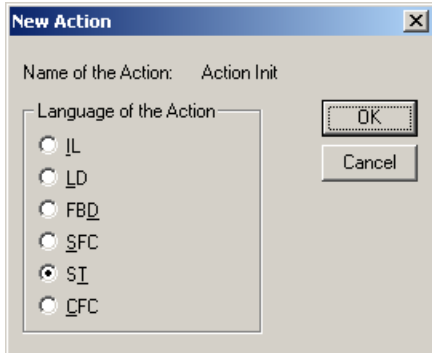 New Action
Name of the Action: Action Init
Language of the Action
IL
LD
FBD
SFC
ST
CFC
OK
Cancel